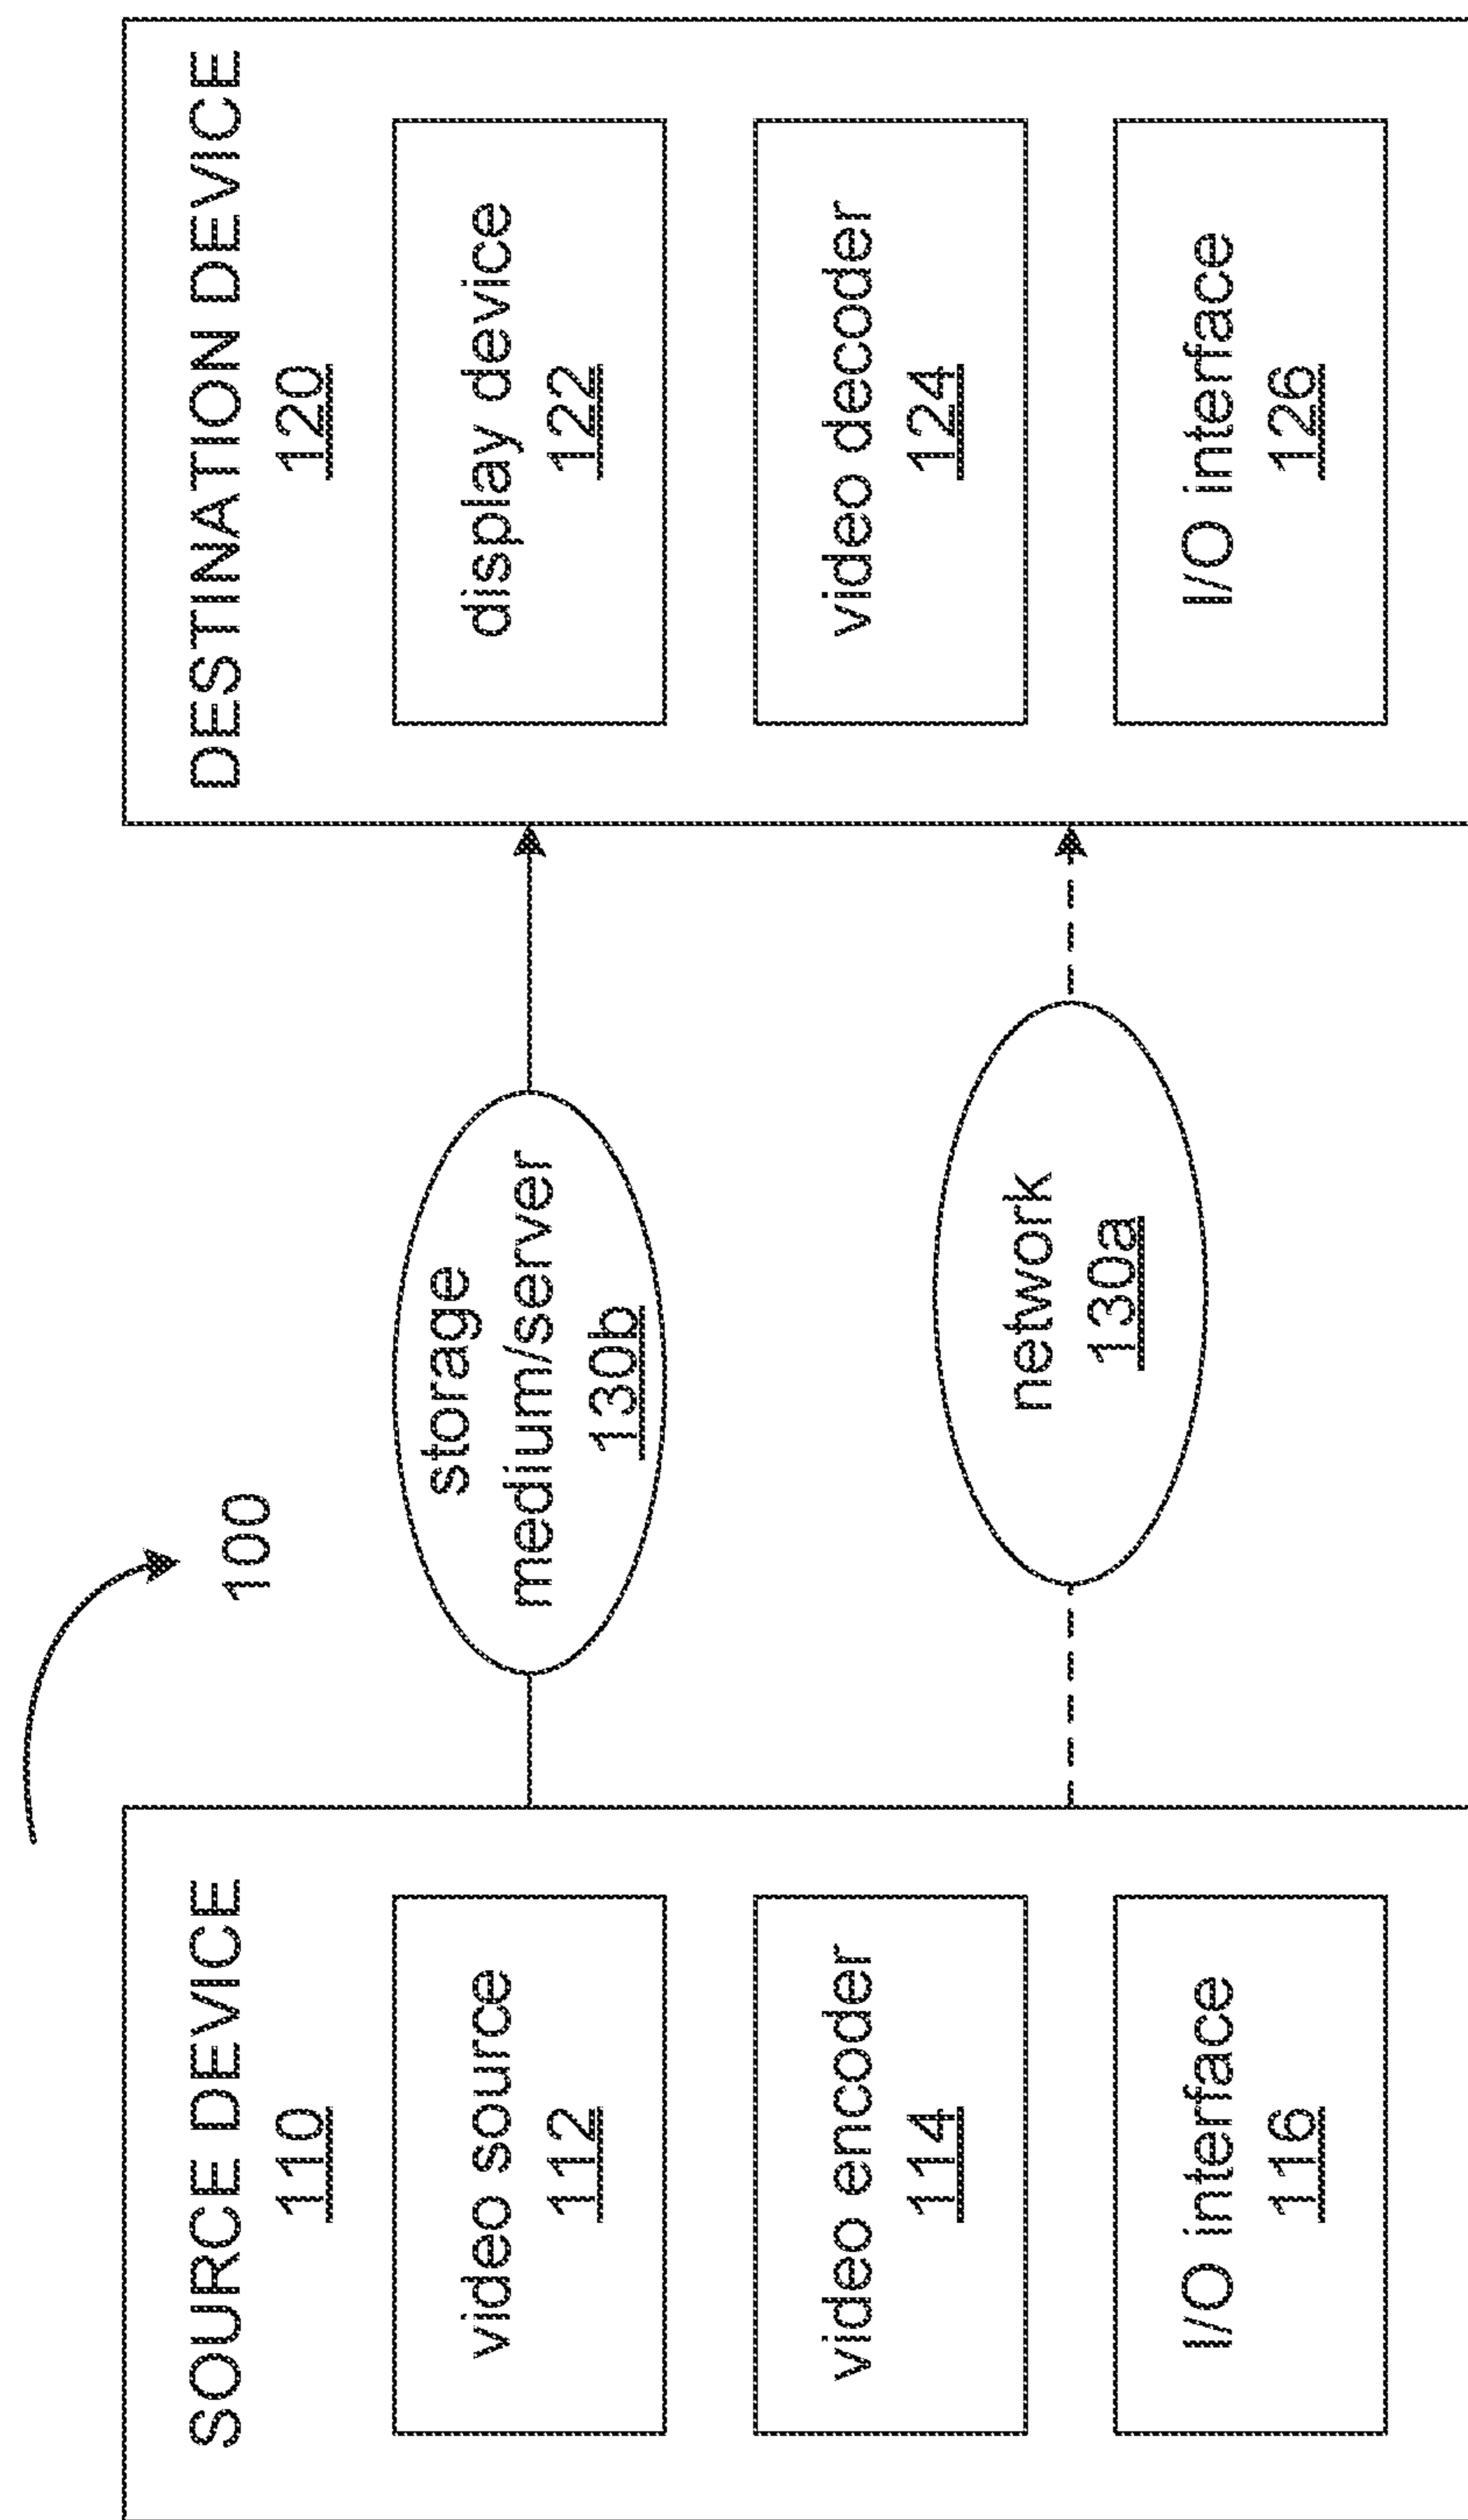 100
SOURCE DEVICE
110
video source
112
video encoder
114
I/O interface
116
storage
medium/server
130b
network
130a
DESTINATION DEVICE
120
display device
122
video decoder
124
I/O interface
126